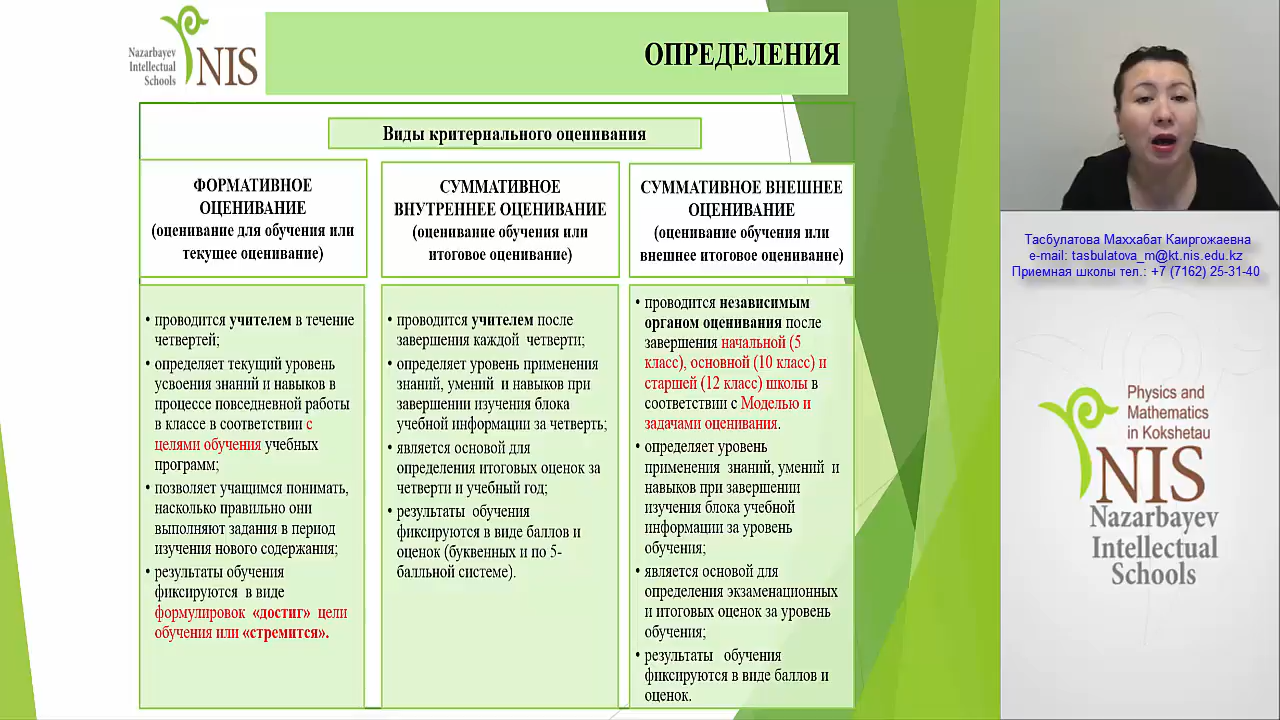 Nazarbayev
Intellectual
Schools
NIS
ОПРЕДЕЛЕНИЯ
Виды критериального оценивания
ФОРМАТИВНОЕ
ОЦЕНИВАНИЕ
(оценивание для обучения или
текущее оценивание)
• проводится учителем в течение
четвертей;
• определяет текущий уровень
усвоения знаний и навыков в
процессе повседневной работы
в классе в соответствии с
целями обучения учебных
программ;
• позволяет учащимся понимать,
насколько правильно они
выполняют задания в период
изучения нового содержания;
• результаты обучения
фиксируются в виде
формулировок «достиг» цели
обучения или «стремится».
СУММАТИВНОЕ
ВНУТРЕННЕЕ ОЦЕНИВАНИЕ
(оценивание обучения или
итоговое оценивание)
• проводится учителем после
завершения каждой четверти;
• определяет уровень применения
знаний, умений и навыков при
завершении изучения блока
учебной информации за четверть;
• является основой для
определения итоговых оценок за
четверти и учебный год;
• результаты обучения
фиксируются в виде баллов и
оценок (буквенных и по 5-
балльной системе).
СУММАТИВНОЕ ВНЕШНЕЕ
ОЦЕНИВАНИЕ
(оценивание обучения или
внешнее итоговое оценивание)
• проводится независимым
органом оценивания после
завершения начальной (5
класс), основной (10 класс) и
старшей (12 класс) школы в
соответствии с Моделью и
задачами оценивания.
• определяет уровень
применения знаний, умений и
навыков при завершении
изучения блока учебной
информации за уровень
обучения;
• является основой для
определения экзаменационных
и итоговых оценок за уровень
обучения;
• результаты обучения
фиксируются в виде баллов и
оценок.
Тасбулатова Маххабат Каиргожаевна
e-mail: tasbulatova_m@kt.nis.edu.kz
Приемная школы тел.: +7 (7162) 25-31-40
Physics and
Mathematics
in Kokshetau
NIS
Nazarbayev
Intellectual
Schools